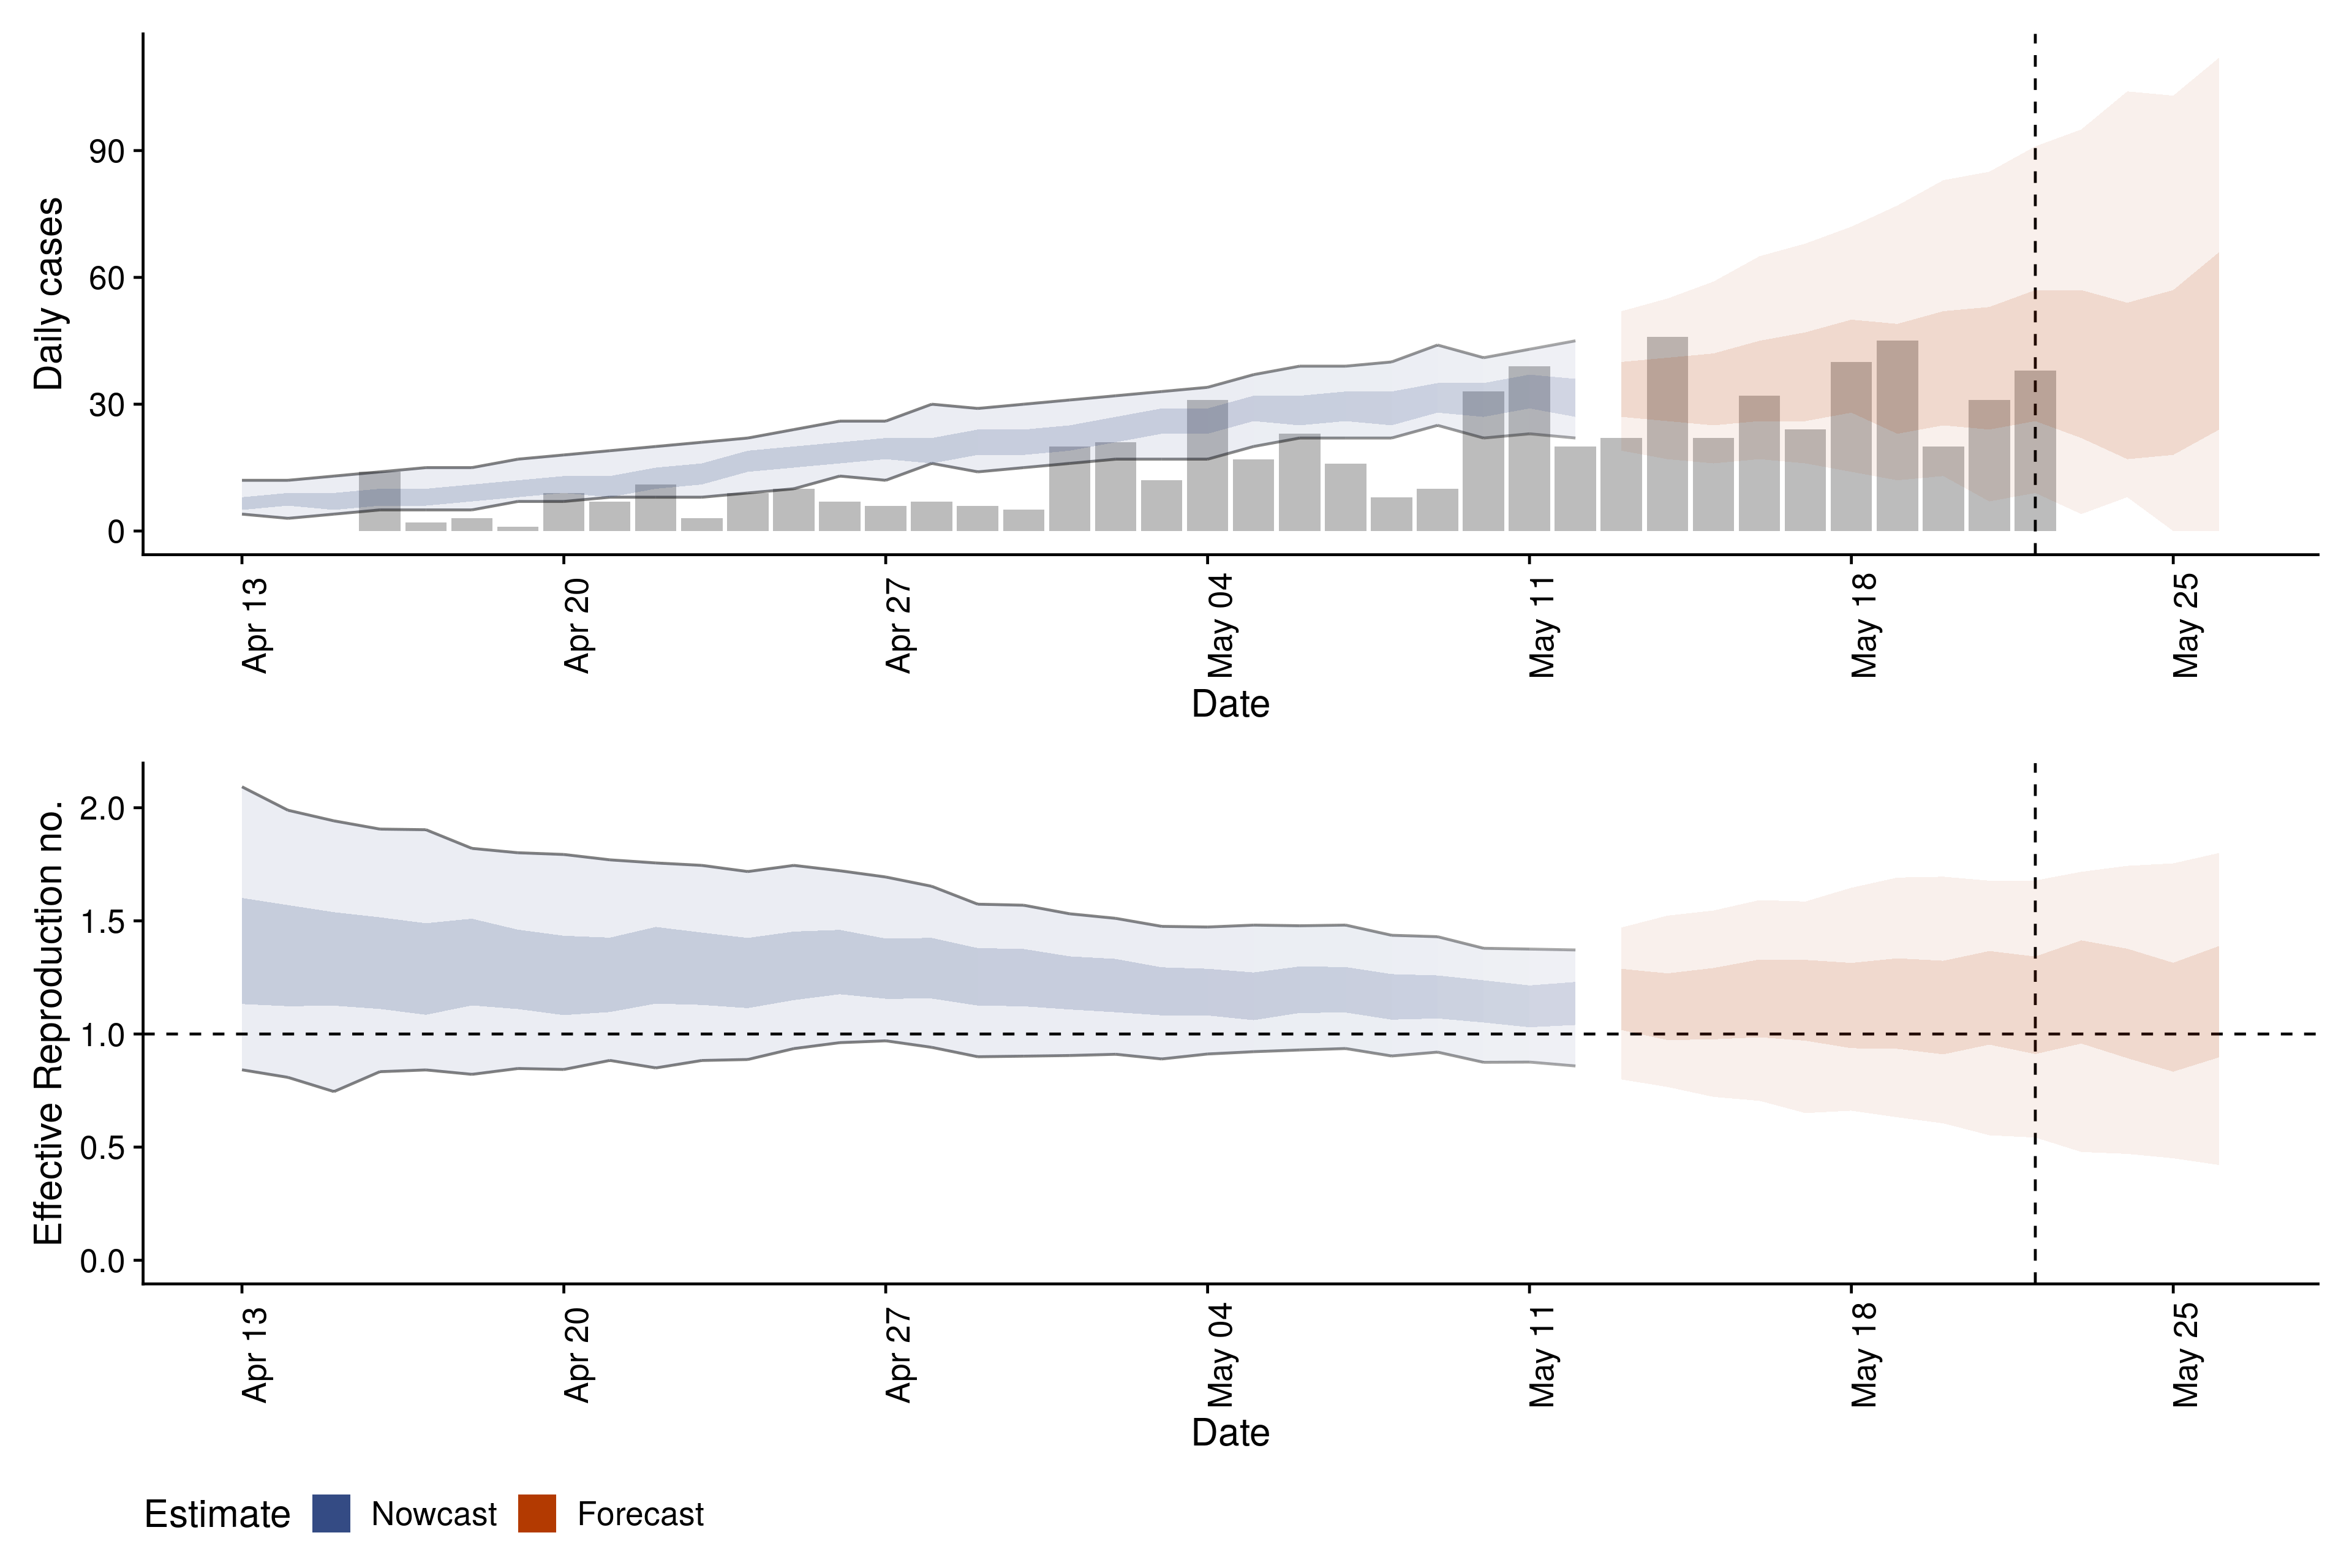 Daily cases
90
60
30
0
Apr 13
Apr 20
Apr 27
May 04
May 11
May 18
May 25
Date
Effective Reproduction no.
2.0
1.5
1.0
0.5
0.0
Apr 13
Apr 20
Apr 27
May 04
May 11
May 18
May 25
Date
Estimate Nowcast Forecast